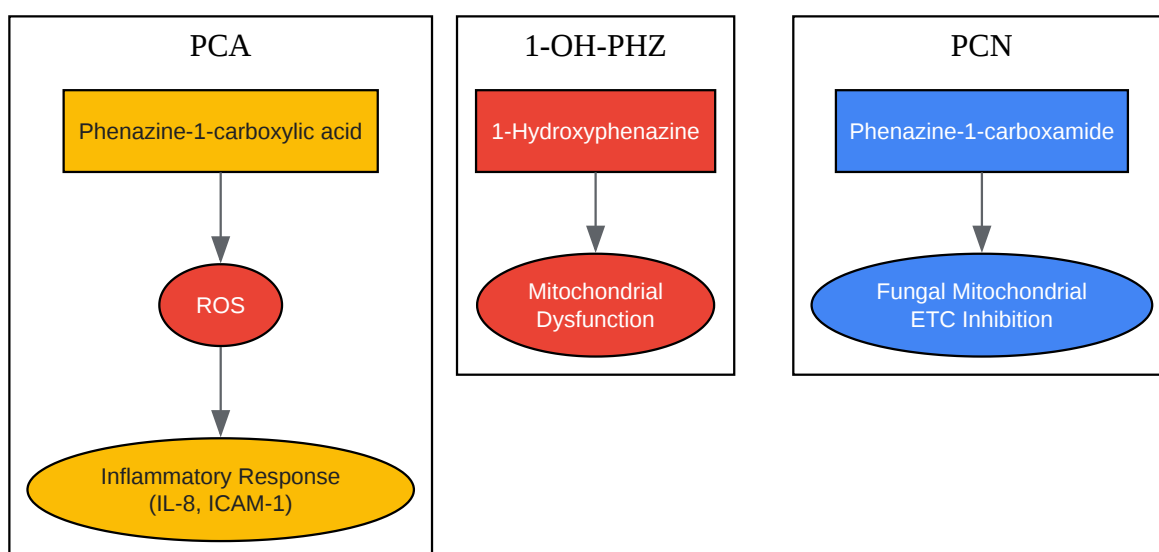 PCA
Phenazine-1-carboxylic acid
ROS
Inflammatory Response
(IL-8, ICAM-1)
1-OH-PHZ
1-Hydroxyphenazine
Mitochondrial
Dysfunction
PCN
Phenazine-1-carboxamide
Fungal Mitochondrial
ETC Inhibition